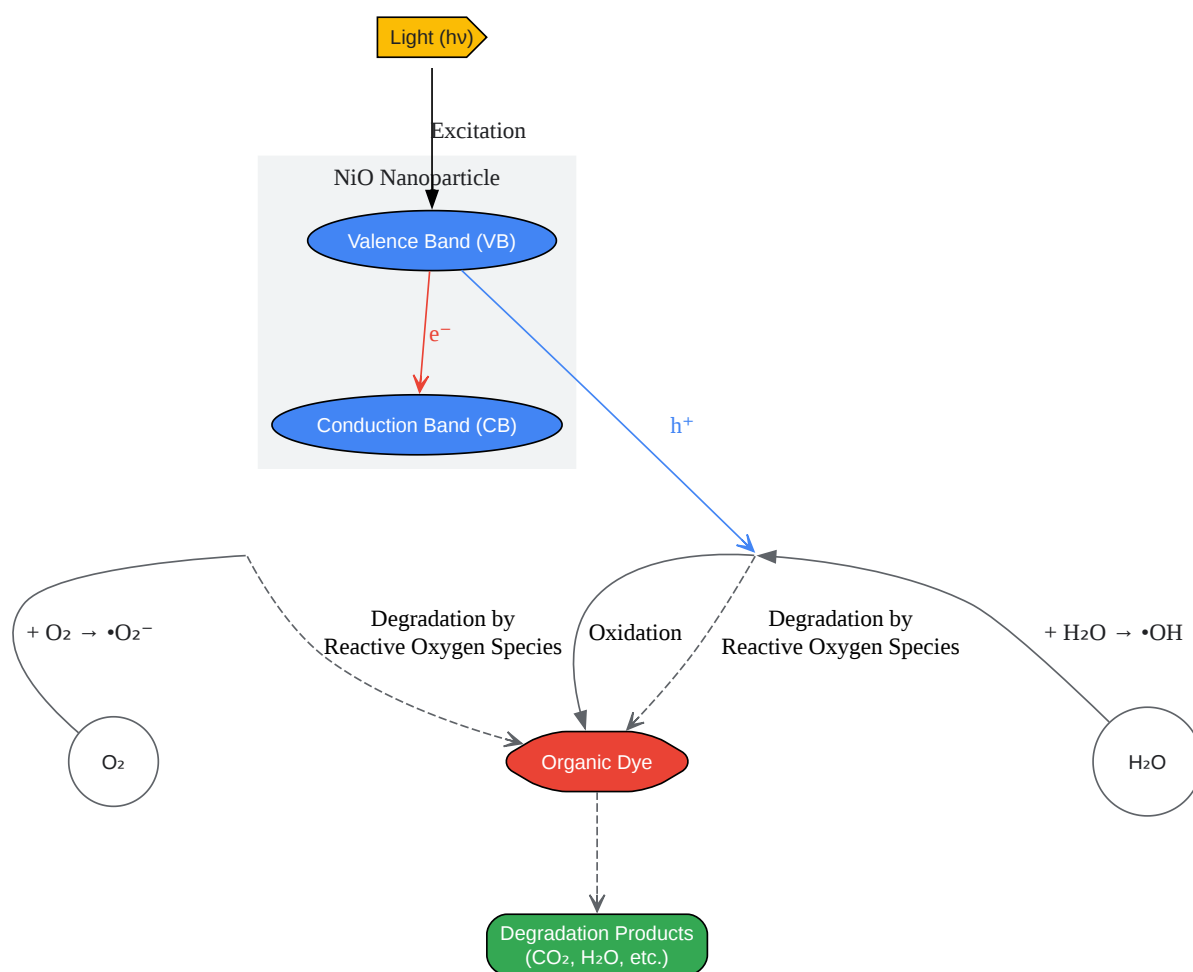 Light (hν)
Excitation
NiO Nanoparticle
Valence Band (VB)
e⁻
Conduction Band (CB)
h⁺
+ O₂ → •O₂⁻
Degradation by
Reactive Oxygen Species
Oxidation
Degradation by
Reactive Oxygen Species
+ H₂O → •OH
O₂
Organic Dye
H₂O
Degradation Products
(CO₂, H₂O, etc.)